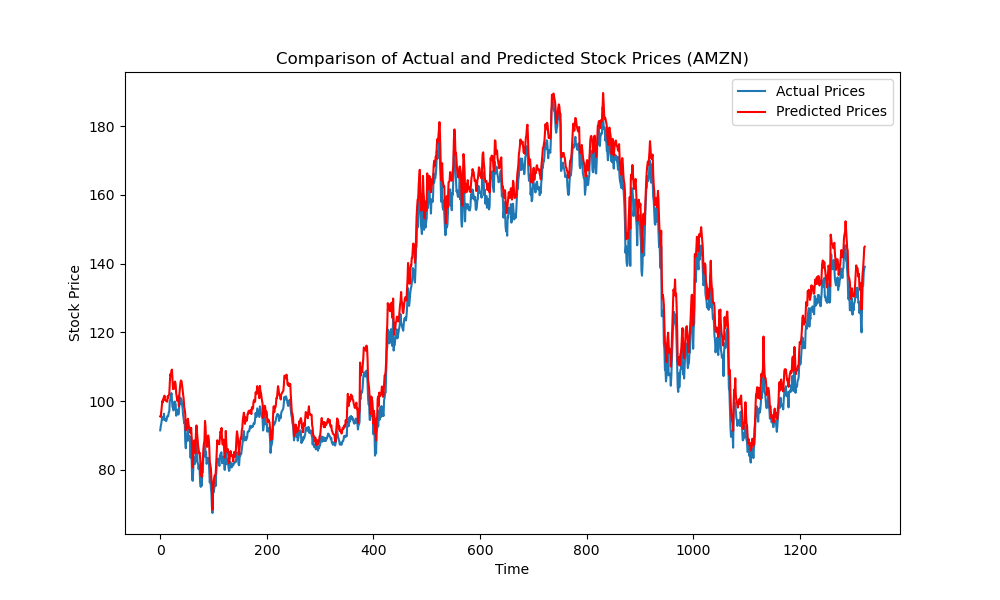 Comparison of Actual and Predicted Stock Prices (AMZN)
Actual Prices
Predicted Prices
Stock Price
180
160
140
120
100
80
0 200 400 600 800 1000 1200
Time